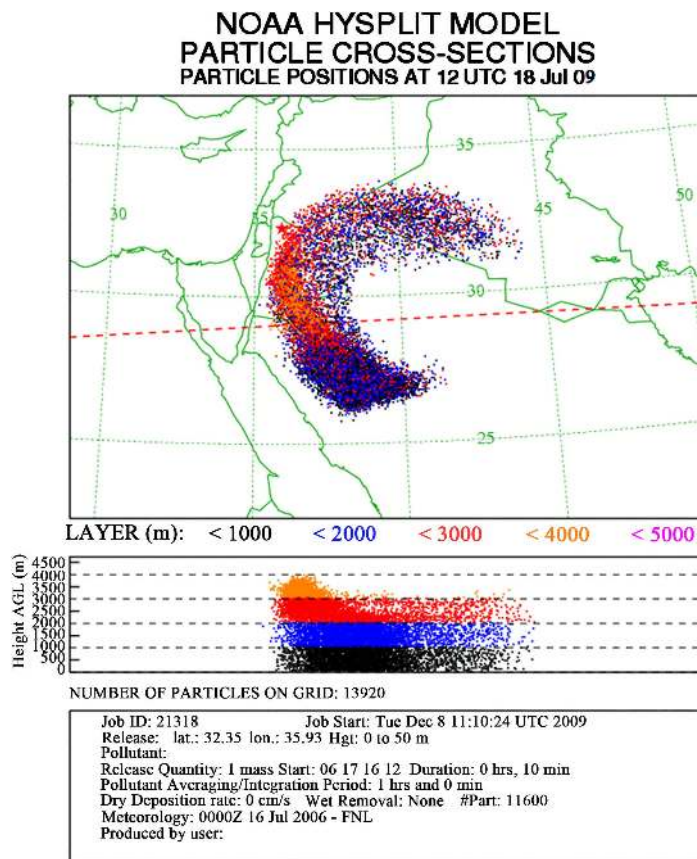 NOAA HYSPLIT MODEL
PARTICLE CROSS-SECTIONS
PARTICLE POSITIONS AT 12 UTC 18 Jul 09
35
30
35
45
50
30
25
LAYER (m): < 1000 < 2000 < 3000 < 4000 < 5000
Height AGL (m)
4500
4000
3500
3000
2500
2000
1500
1000
500
0
NUMBER OF PARTICLES ON GRID: 13920
Job ID: 21318 Job Start: Tue Dec 8 11:10:24 UTC 2009
Release: lat.: 32.35 lon.: 35.93 Hgt: 0 to 50 m
Pollutant:
Release Quantity: 1 mass Start: 06 17 16 12 Duration: 0 hrs, 10 min
Pollutant Averaging/Integration Period: 1 hrs and 0 min
Dry Deposition rate: 0 cm/s Wet Removal: None #Part: 11600
Meteorology: 0000Z 16 Jul 2006 - FNL
Produced by user: